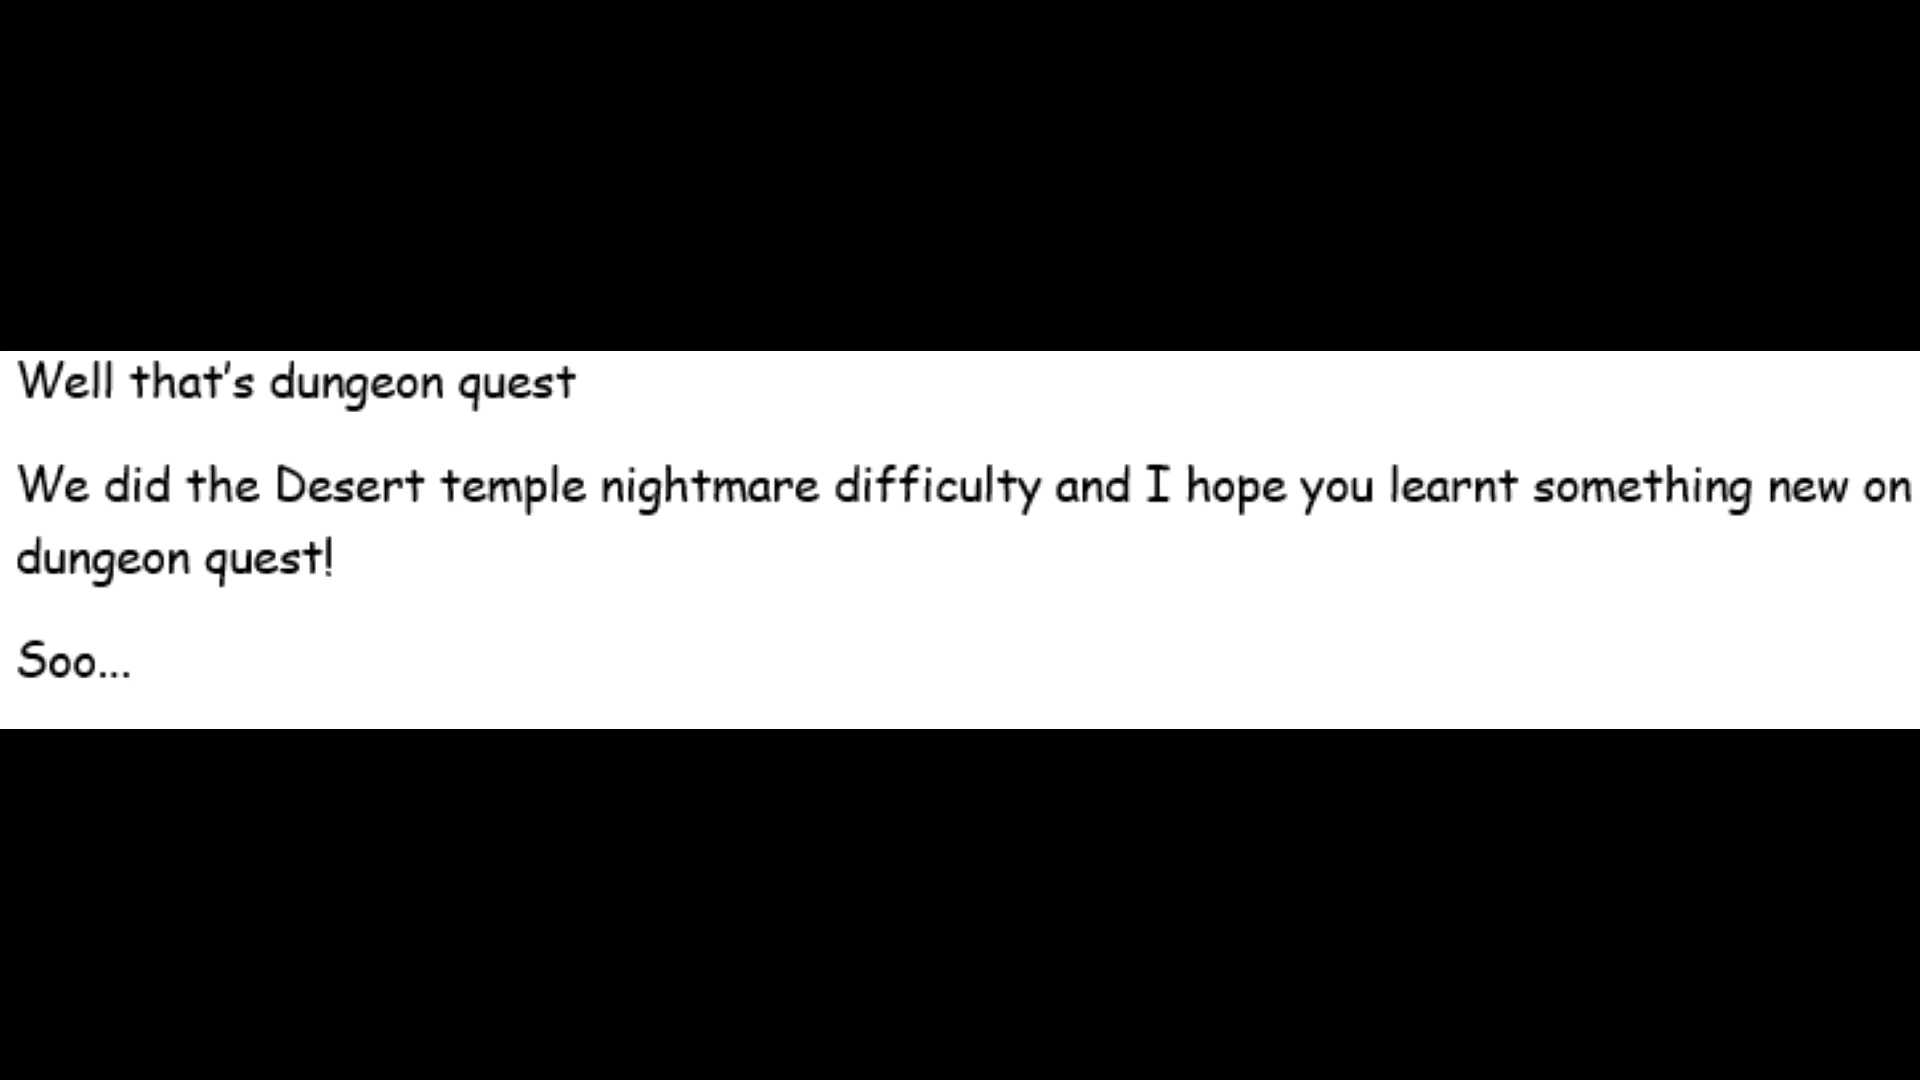 Well that's dungeon quest
We did the Desert temple nightmare difficulty and I hope you learnt something new on
dungeon quest!
Soo...